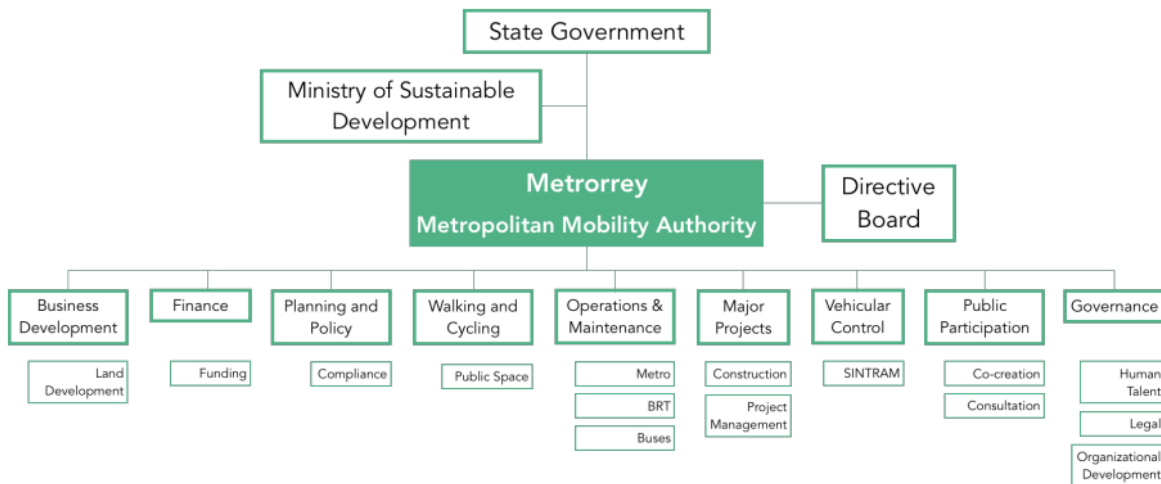 State Government
Ministry of Sustainable
Development
Metrorrey
Metropolitan Mobility Authority
Directive
Board
Business
Development
Finance
Planning and
Policy
Walking and
Cycling
Operations &
Maintenance
Major
Projects
Vehicular
Control
Public
Participation
Governance
Land
Development
Funding
Compliance
Public Space
Metro
BRT
Buses
Construction
Project
Management
SINTRAM
Co-creation
Consultation
Human
Talent
Legal
Organizational
Development